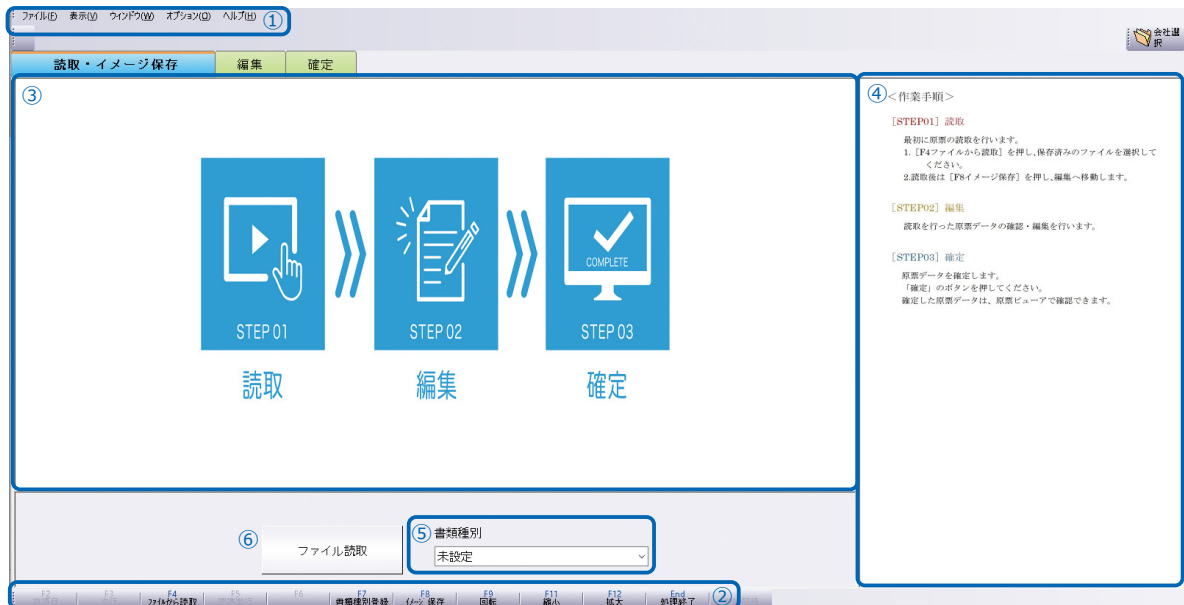 ファイル(F) 表示(V) ウインドウ(W) オプション(O) ヘルプ(H) ①
会社選択
読取・イメージ保存 編集 確定
③
STEP 01 STEP 02 COMPLETE STEP 03
読取 編集 確定
④<作業手順>
[STEP01] 読取
最初に原票の読取を行います。
1. [F4ファイルから読取] を押し、保存済みのファイルを選択して
ください。
2.読取後は [F8イメージ保存] を押し、編集へ移動します。
[STEP02] 編集
読取を行った原票データの確認・編集を行います。
[STEP03] 確定
原票データを確定します。
「確定」のボタンを押してください。
確定した原票データは、原票ビューアで確認できます。
⑥ ファイル読取
⑤ 書類種別
未設定
F2 F3 F4 F5 F6 F7 F8 F9 F11 F12 End ②
ファイルから読取 書類種別登録 イメージ保存 回転 縮小 拡大 処理終了